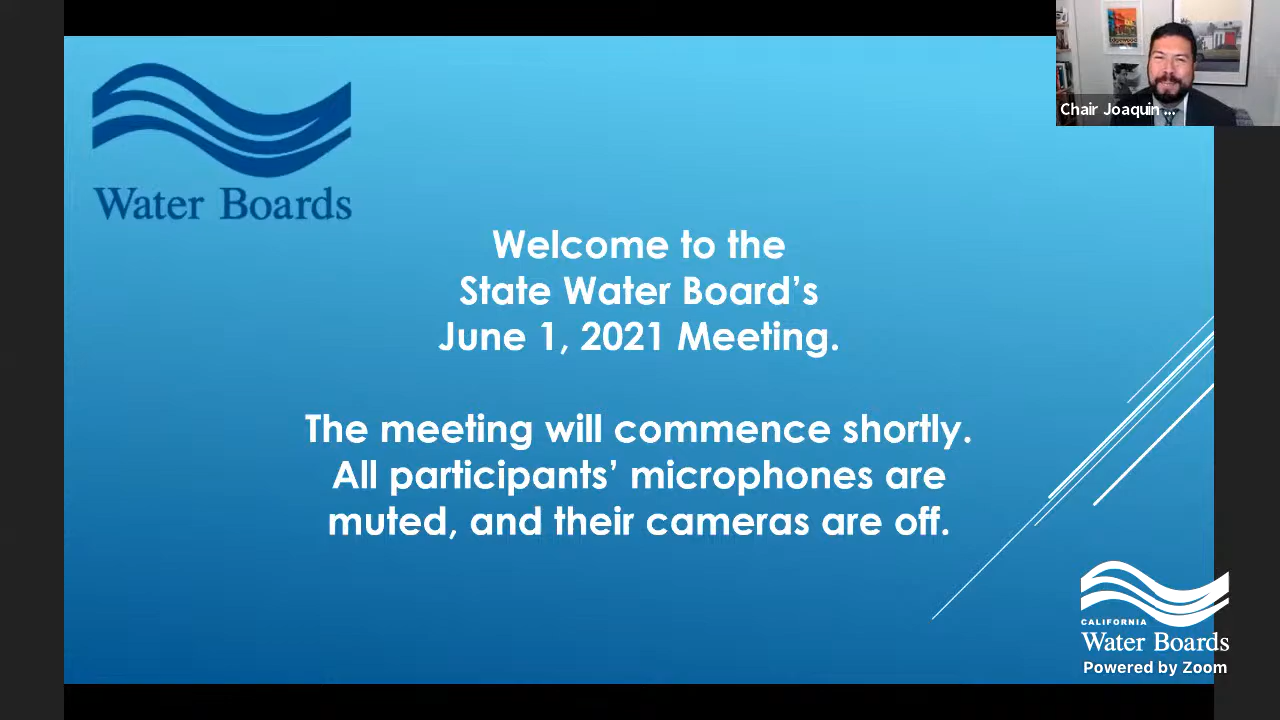 Chair Joaquin ...
Water Boards
Welcome to the
State Water Board's
June 1, 2021 Meeting.
The meeting will commence shortly.
All participants' microphones are
muted, and their cameras are off.
CALIFORNIA
Water Boards
Powered by Zoom